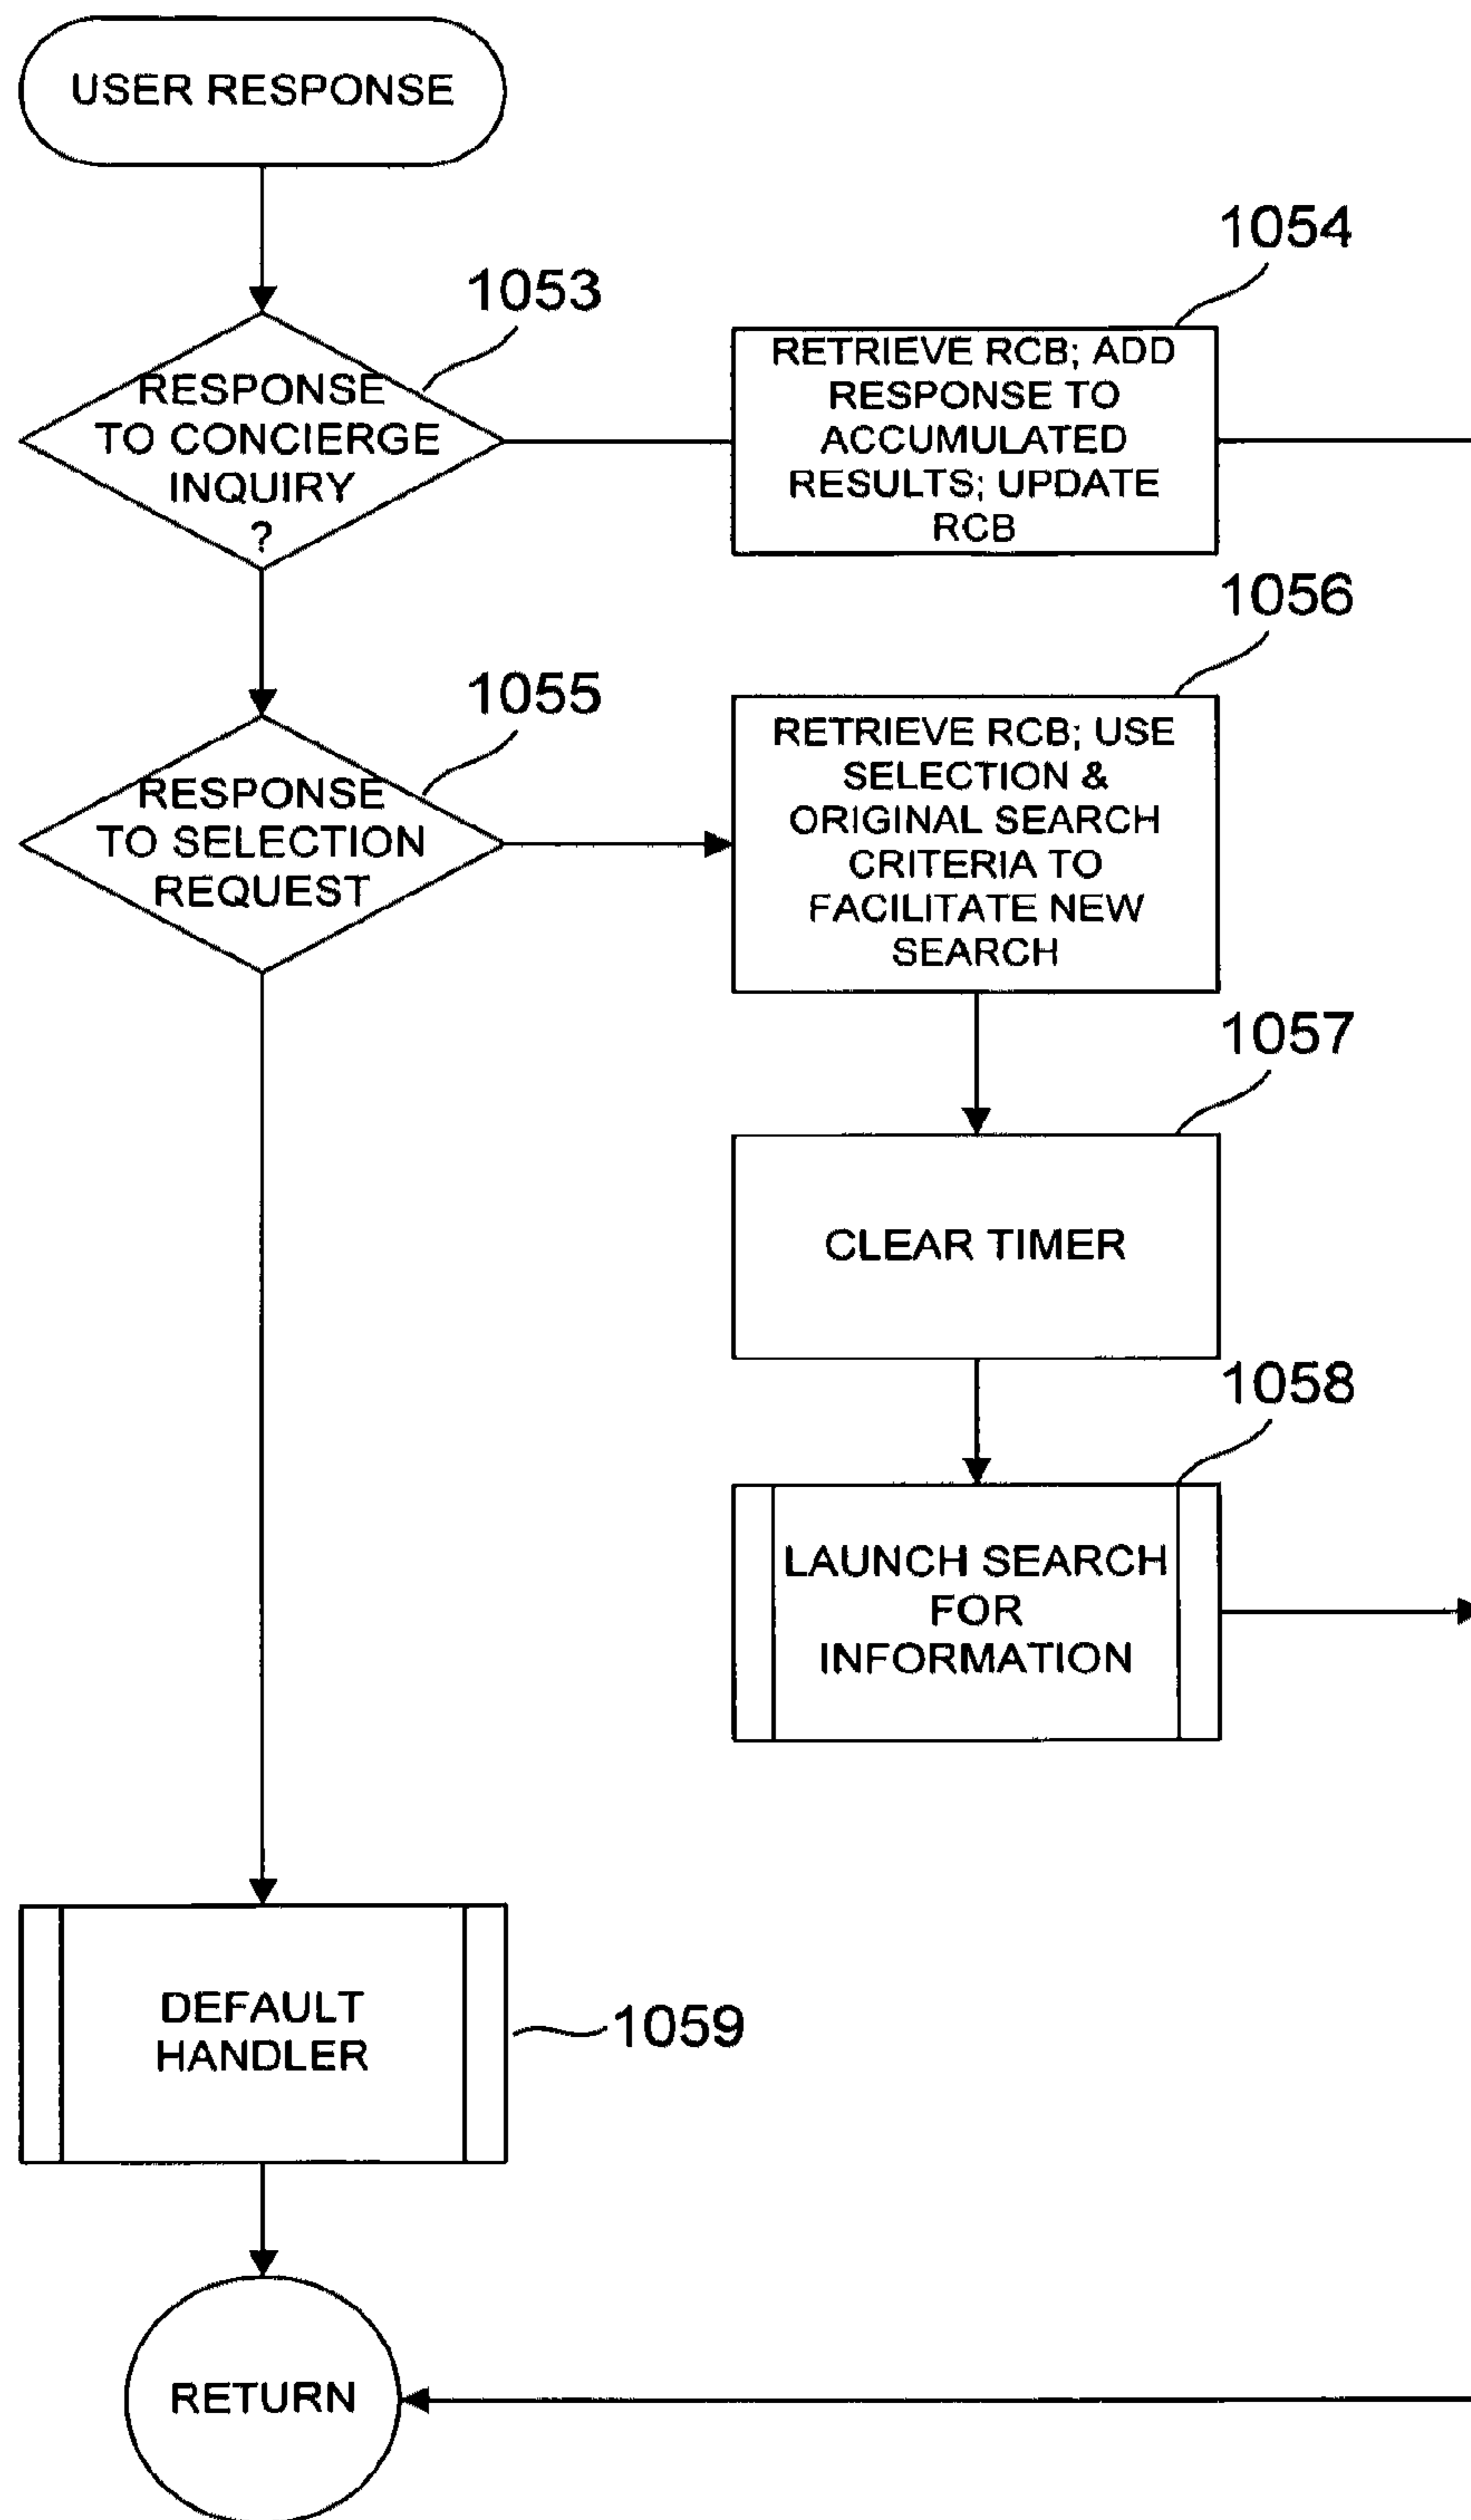 USER RESPONSE
1053
RESPONSE
TO CONCIERGE
INQUIRY
?
1054
RETRIEVE RCB; ADD
RESPONSE TO
ACCUMULATED
RESULTS; UPDATE
RCB
1055
RESPONSE
TO SELECTION
REQUEST
1056
RETRIEVE RCB; USE
SELECTION &
ORIGINAL SEARCH
CRITERIA TO
FACILITATE NEW
SEARCH
1057
CLEAR TIMER
1058
LAUNCH SEARCH
FOR
INFORMATION
DEFAULT
HANDLER
1059
RETURN